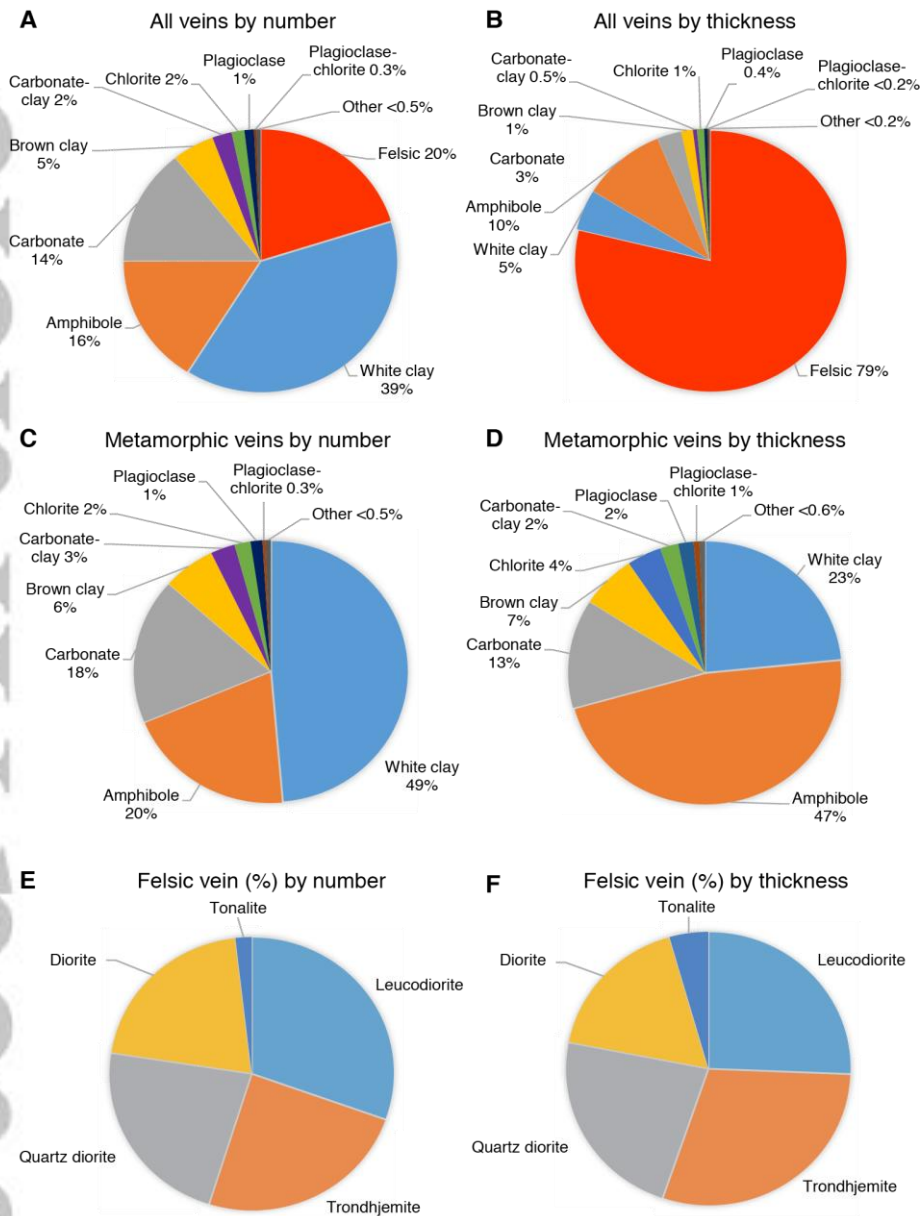 A All veins by number
Plagioclase
1%
Plagioclase-
chlorite 0.3%
Carbonate-
clay 2%
Chlorite 2%
Other <0.5%
Brown clay
5%
Felsic 20%
Carbonate
14%
Amphibole
16%
White clay
39%
B All veins by thickness
Carbonate-
clay 0.5%
Chlorite 1%
Plagioclase
0.4%
Plagioclase-
chlorite <0.2%
Brown clay
1%
Other <0.2%
Carbonate
3%
Amphibole
10%
White clay
5%
Felsic 79%
C Metamorphic veins by number
Plagioclase
1%
Plagioclase-
chlorite 0.3%
Chlorite 2%
Other <0.5%
Carbonate-
clay 3%
Brown clay
6%
Carbonate
18%
Amphibole
20%
White clay
49%
D Metamorphic veins by thickness
Carbonate-
clay 2%
Plagioclase
2%
Plagioclase-
chlorite 1%
Other <0.6%
Chlorite 4%
White clay
23%
Brown clay
7%
Carbonate
13%
Amphibole
47%
E Felsic vein (%) by number
Tonalite
Diorite
Leucodiorite
Quartz diorite
Trondhjemite
F Felsic vein (%) by thickness
Tonalite
Diorite
Leucodiorite
Quartz diorite
Trondhjemite